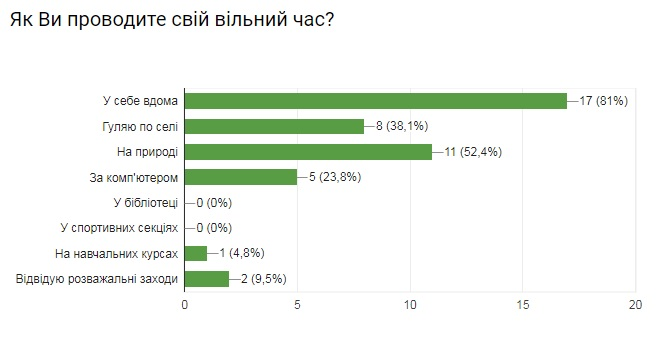 Як Ви проводите свій вільний час?
У себе вдома 17 (81%)
Гуляю по селі 8 (38,1%)
На природі 11 (52,4%)
За комп'ютером 5 (23,8%)
У бібліотеці 0 (0%)
У спортивних секціях 0 (0%)
На навчальних курсах 1 (4,8%)
Відвідую розважальні заходи 2 (9,5%)
0 5 10 15 20